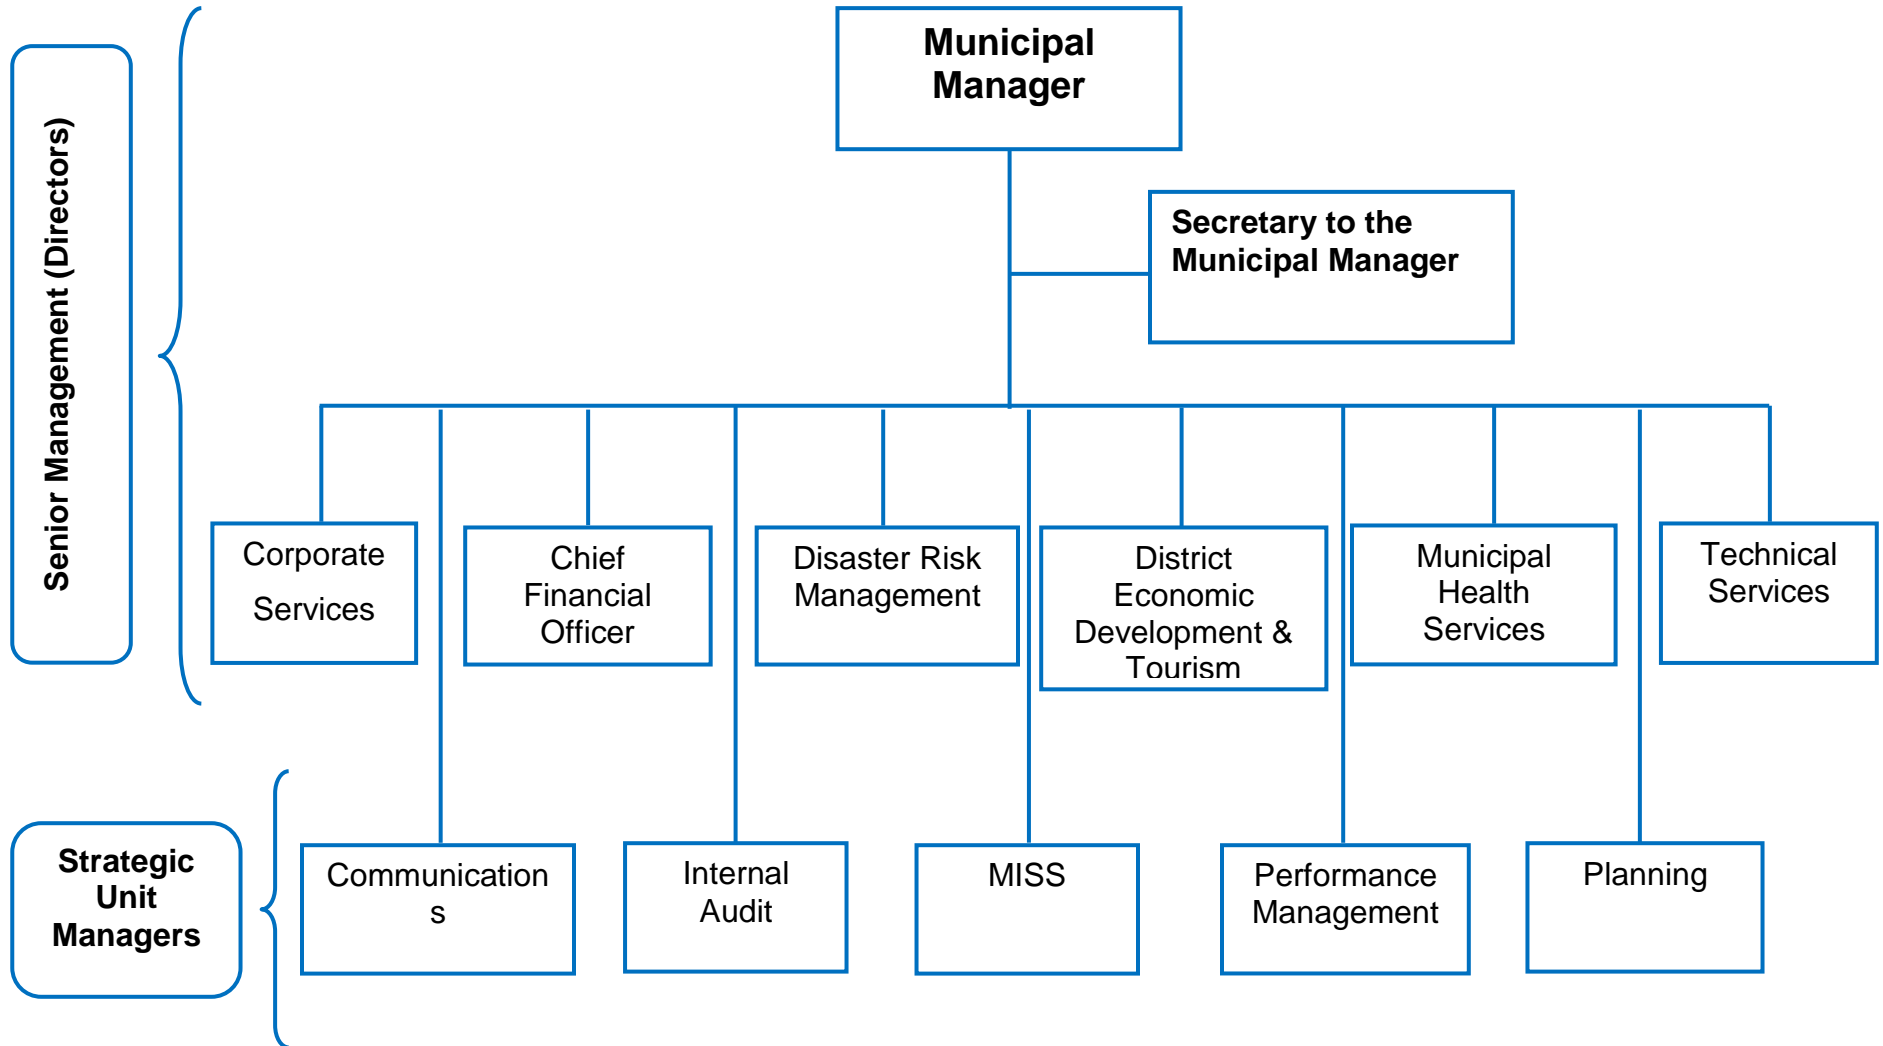 Senior Management (Directors)
Municipal
Manager
Secretary to the
Municipal Manager
Corporate
Services
Chief
Financial
Officer
Disaster Risk
Management
District
Economic
Development &
Tourism
Municipal
Health
Services
Technical
Services
Strategic
Unit
Managers
Communication
s
Internal
Audit
MISS
Performance
Management
Planning